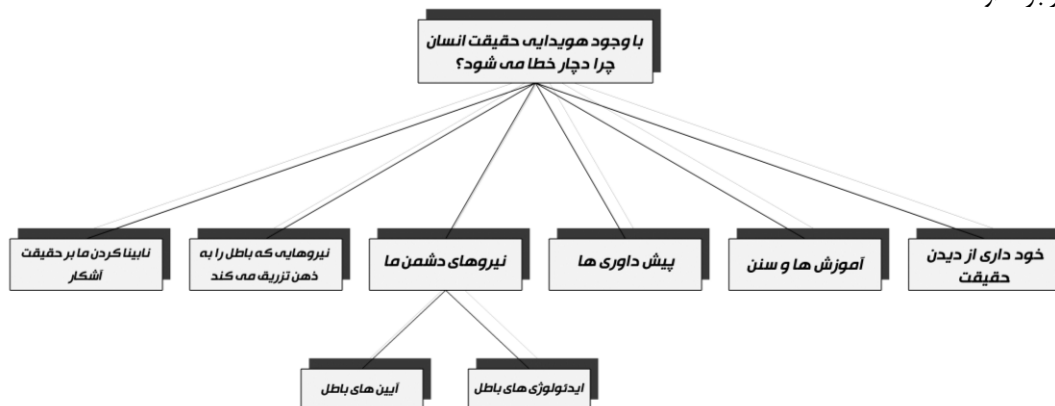 با وجود هویدایی حقیقت انسان
چرا دچار خطا می شود؟
خود داری از دیدن
حقیقت
آموزش ها و سنن
پیش داوری ها
نیروهای دشمن ما
نیروهایی که باطل را به
ذهن تزریق می کند
نابینا کردن ما بر حقیقت
آشکار
ایدئولوژی های باطل
آیین های باطل